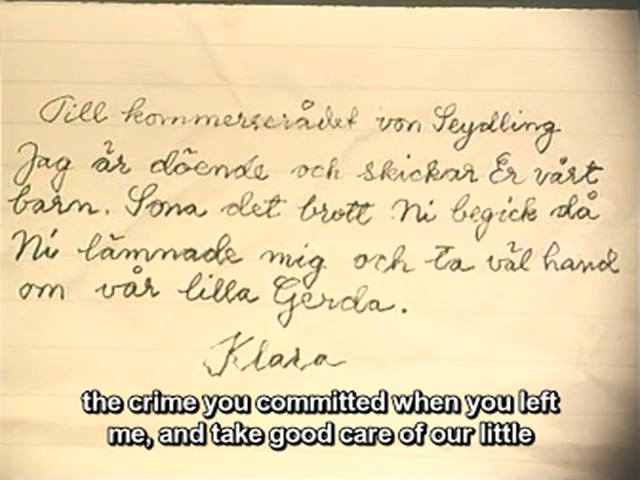 Till kommerserådet von Seydling
Jag är döende och skickar Er vårt
barn. Sona det brott Ni begick då
Ni lämnade mig och ta väl hand
om vår lilla Gerda.
Klara
the crime you committed when you left
me, and take good care of our little